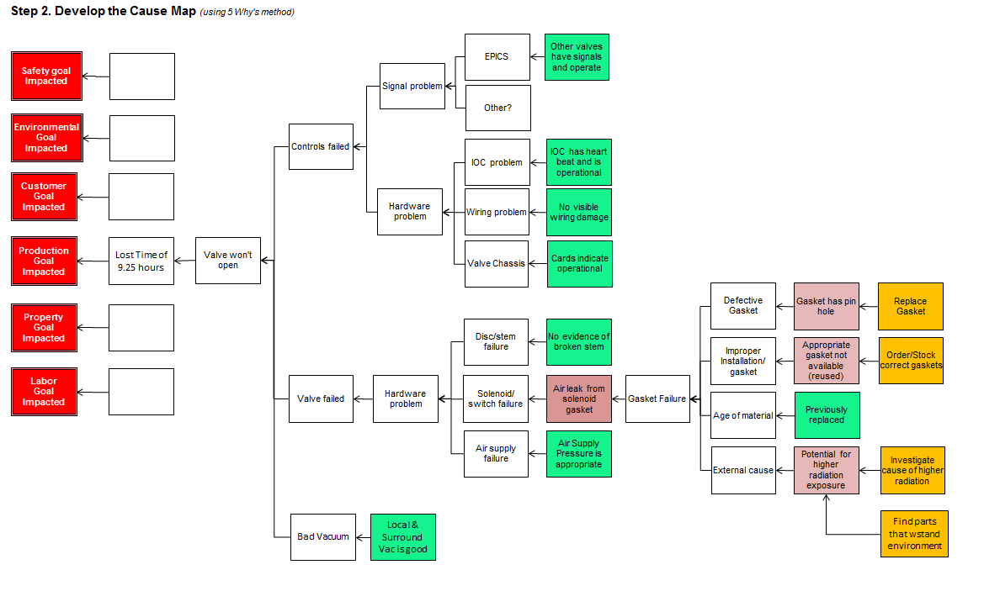 Step 2. Develop the Cause Map (using 5 Why's method)
Safety goal
Impacted
Environmental
Goal
Impacted
Customer
Goal
Impacted
Production
Goal
Impacted
Lost Time of
9.25 hours
Valve won't
open
Property
Goal
Impacted
Labor
Goal
Impacted
Controls failed
Signal problem
EPICS
Other valves
have signals
and operate
Other?
Hardware
problem
IOC problem
IOC has heart
beat and is
operational
Wiring problem
No visible
wiring damage
Valve Chassis
Cards indicate
operational
Valve failed
Hardware
problem
Disc/stem
failure
No evidence of
broken stem
Solenoid/
switch failure
Air leak from
solenoid
gasket
Gasket Failure
Air supply
failure
Air Supply
Pressure is
appropriate
Defective
Gasket
Gasket has pin
hole
Replace
Gasket
Improper
Installation/
gasket
Appropriate
gasket not
available
(reused)
Order/Stock
correct gaskets
Age of material
Previously
replaced
External cause
Potential for
higher
radiation
exposure
Investigate
cause of higher
radiation
Find parts
that wstand
environment
Bad Vacuum
Local &
Surround
Vac is good